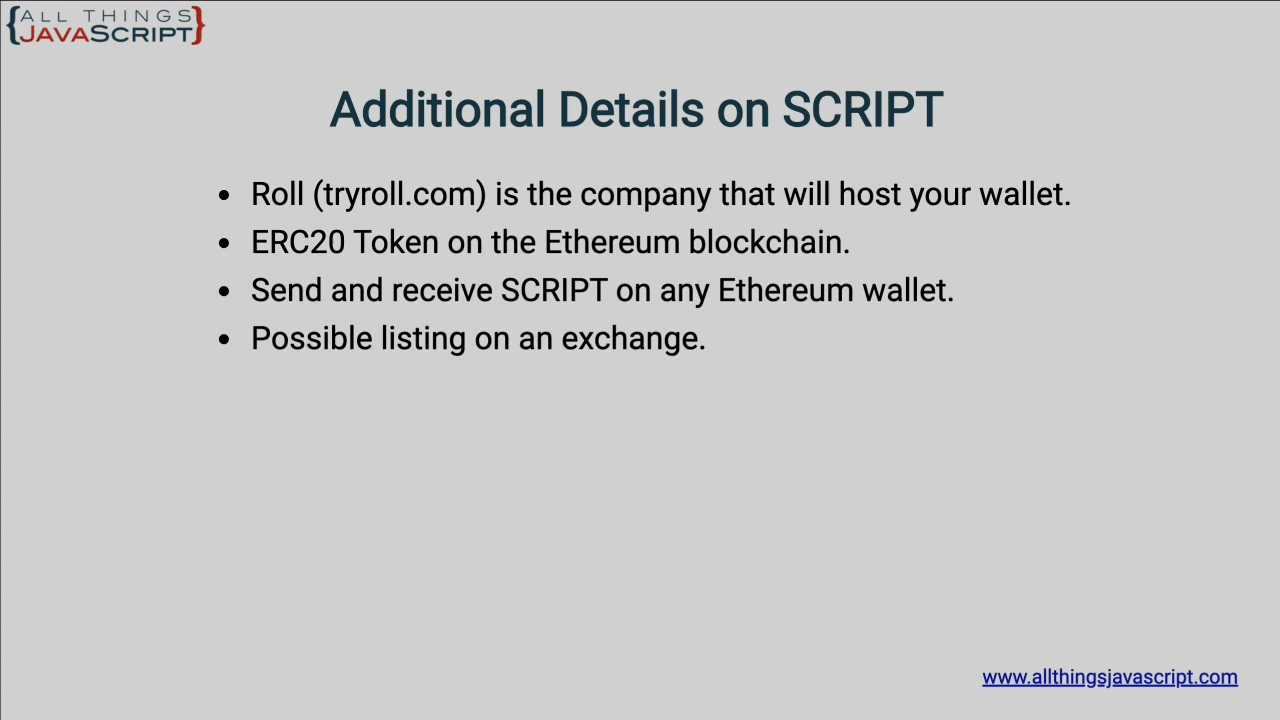 {ALL THINGS
JAVASCRIPT}
Additional Details on SCRIPT
• Roll (tryroll.com) is the company that will host your wallet.
• ERC20 Token on the Ethereum blockchain.
• Send and receive SCRIPT on any Ethereum wallet.
• Possible listing on an exchange.
www.allthingsjavascript.com